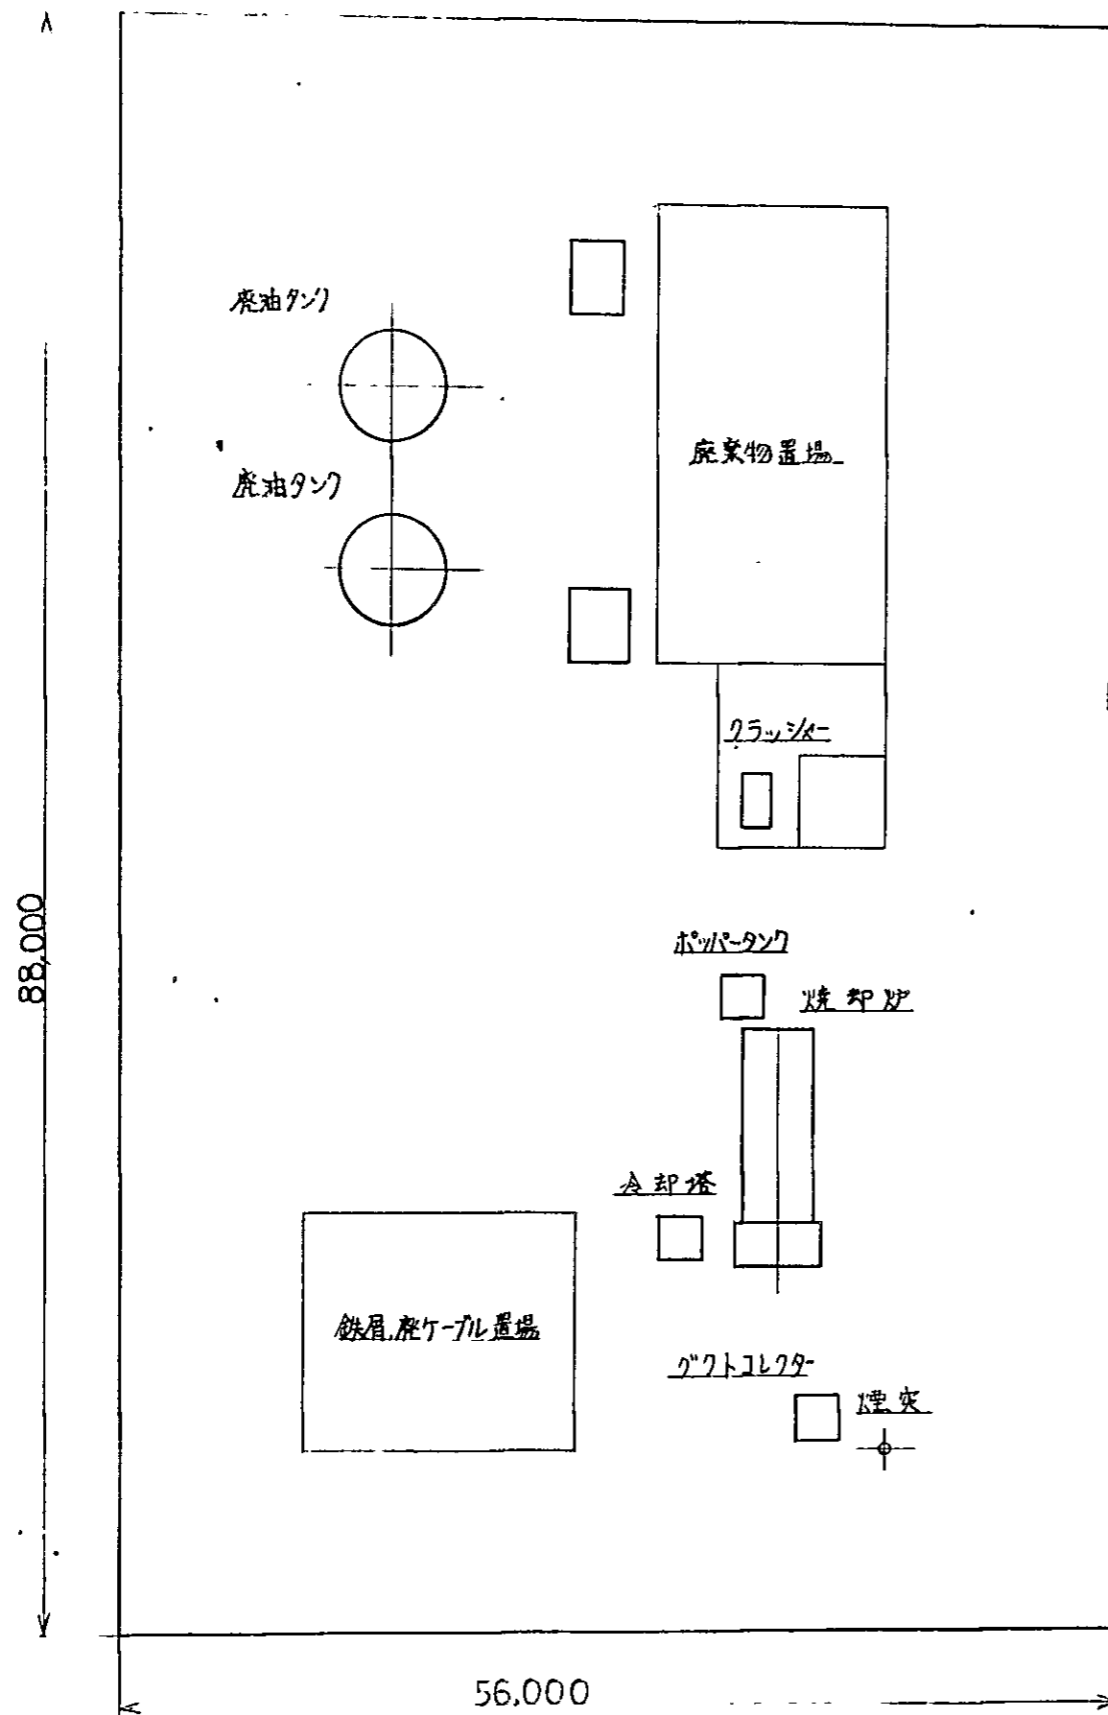 廃油タンク
廃油タンク
廃棄物置場
クラッシャー
ホッパータンク
焼却炉
冷却塔
鉄屑,廃ケーブル置場
ダクトコレクター
煙突
88,000
56,000